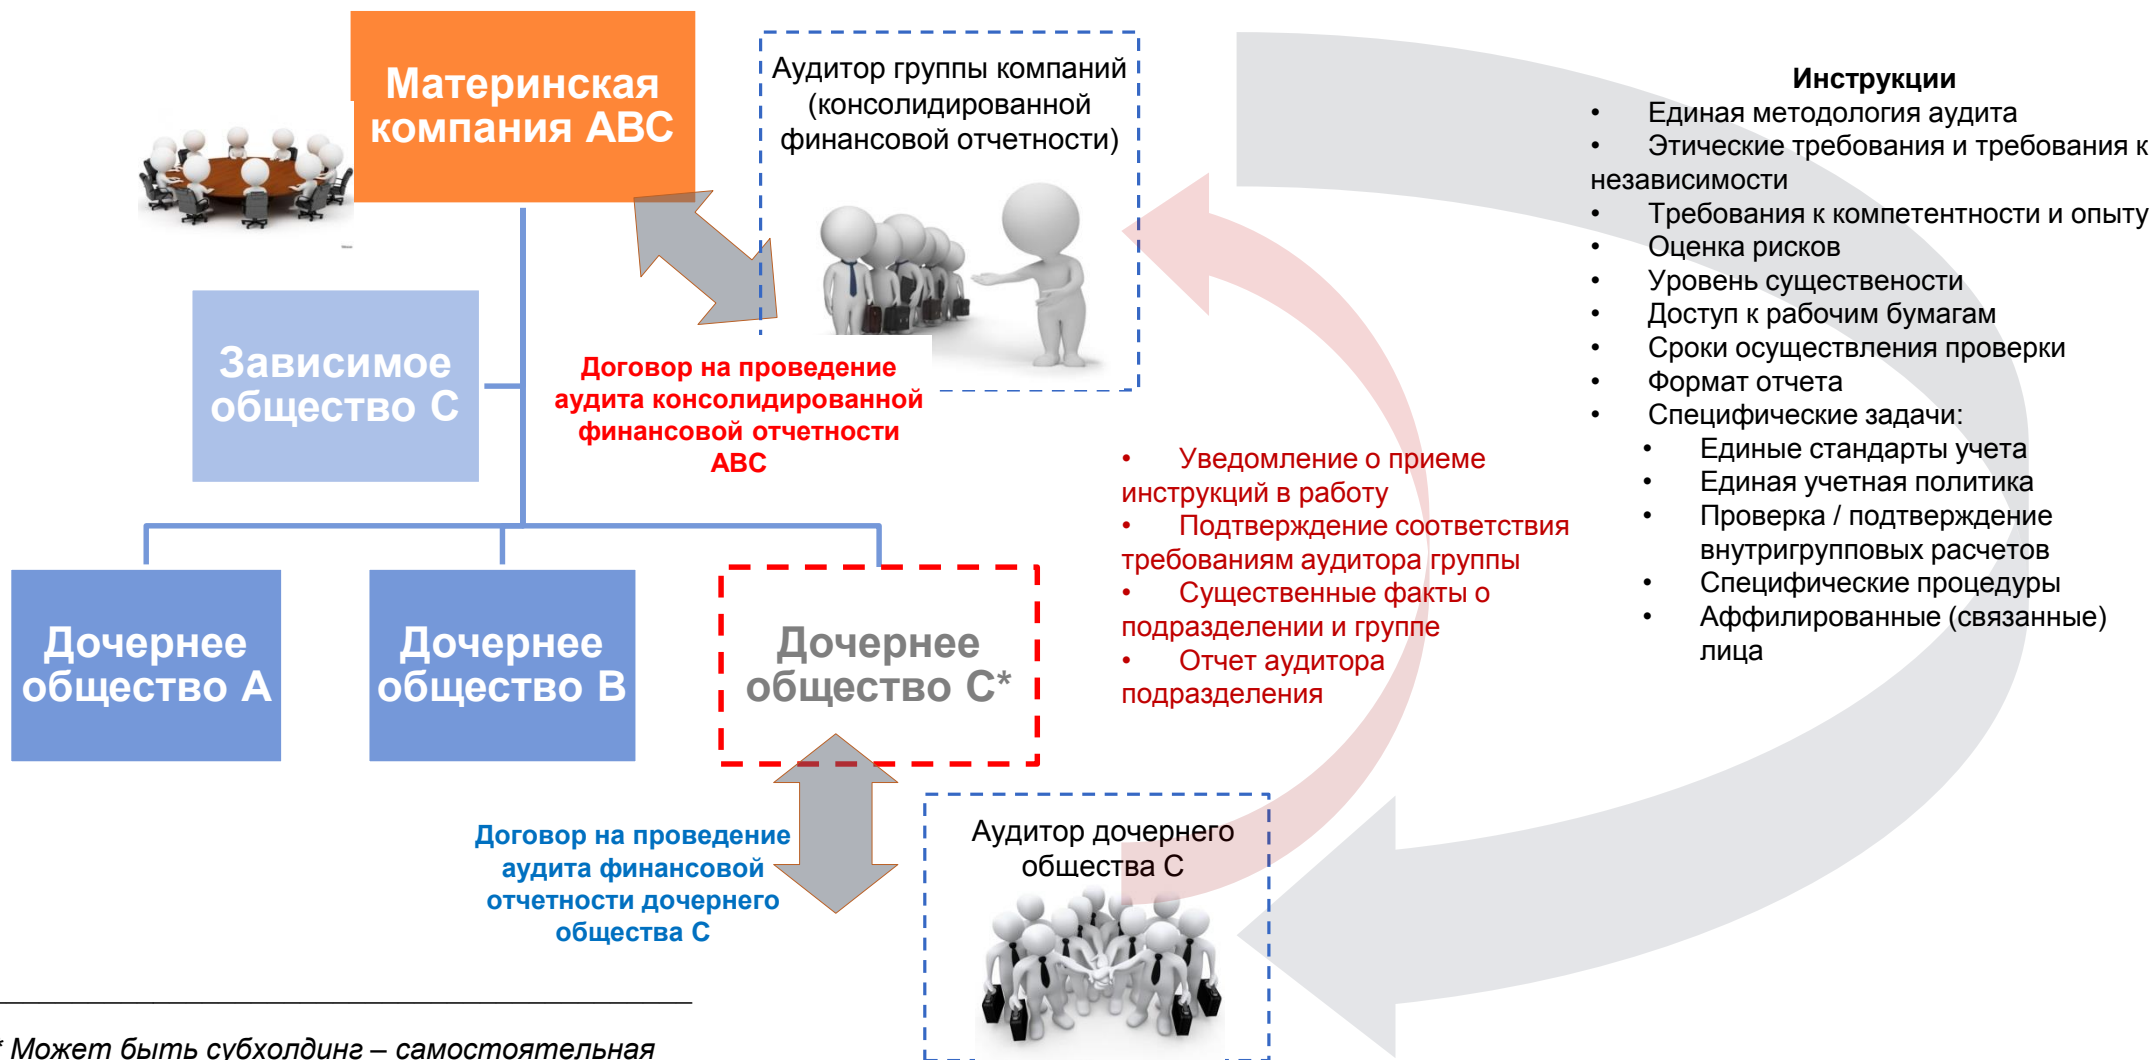 Материнская
компания ABC
Аудитор группы компаний
(консолидированной
финансовой отчетности)
Зависимое
общество С
Договор на проведение
аудита консолидированной
финансовой отчетности
ABC
Дочернее
общество А
Дочернее
общество В
Дочернее
общество С*
Договор на проведение
аудита финансовой
отчетности дочернего
общества С
Аудитор дочернего
общества С
• Уведомление о приеме
инструкций в работу
• Подтверждение соответствия
требованиям аудитора группы
• Существенные факты о
подразделении и группе
• Отчет аудитора
подразделения
Инструкции
• Единая методология аудита
• Этические требования и требования к
независимости
• Требования к компетентности и опыту
• Оценка рисков
• Уровень существености
• Доступ к рабочим бумагам
• Сроки осуществления проверки
• Формат отчета
• Специфические задачи:
• Единые стандарты учета
• Единая учетная политика
• Проверка / подтверждение
внутригрупповых расчетов
• Специфические процедуры
• Аффилированные (связанные)
лица
* Может быть субхолдинг – самостоятельная